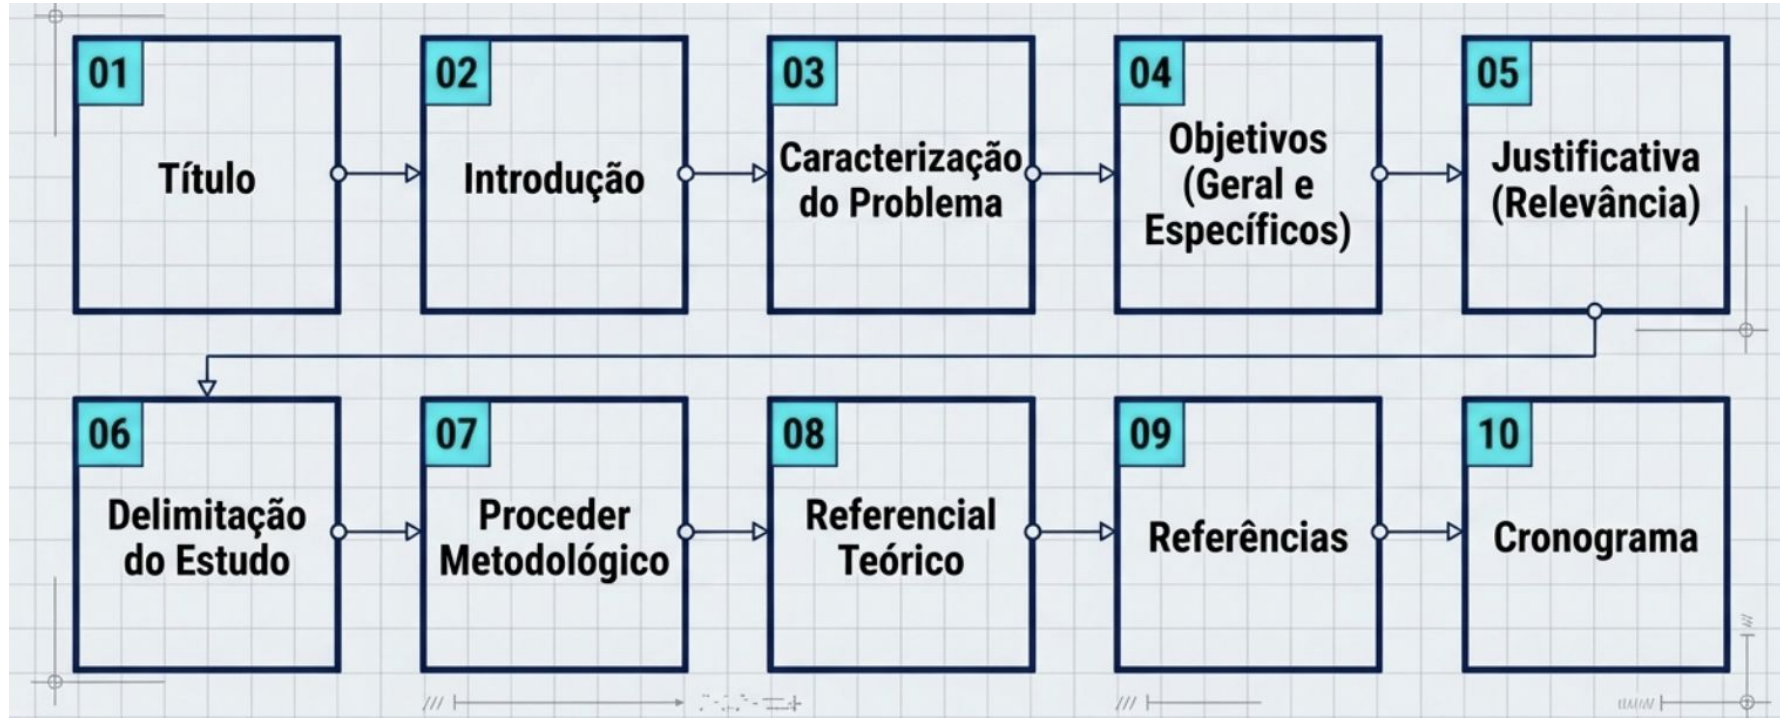 01
Título
02
Introdução
03
Caracterização
do Problema
04
Objetivos
(Geral e
Específicos)
05
Justificativa
(Relevância)
06
Delimitação
do Estudo
07
Proceder
Metodológico
08
Referencial
Teórico
09
Referências
10
Cronograma